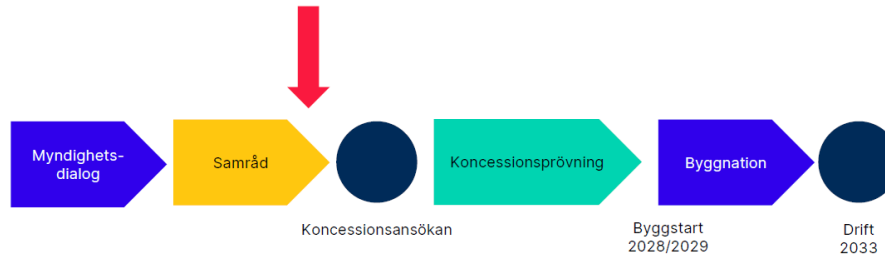 Myndighets-
dialog
Samråd
Koncessionsansökan
Koncessionsprövning
Byggstart
2028/2029
Byggnation
Drift
2033